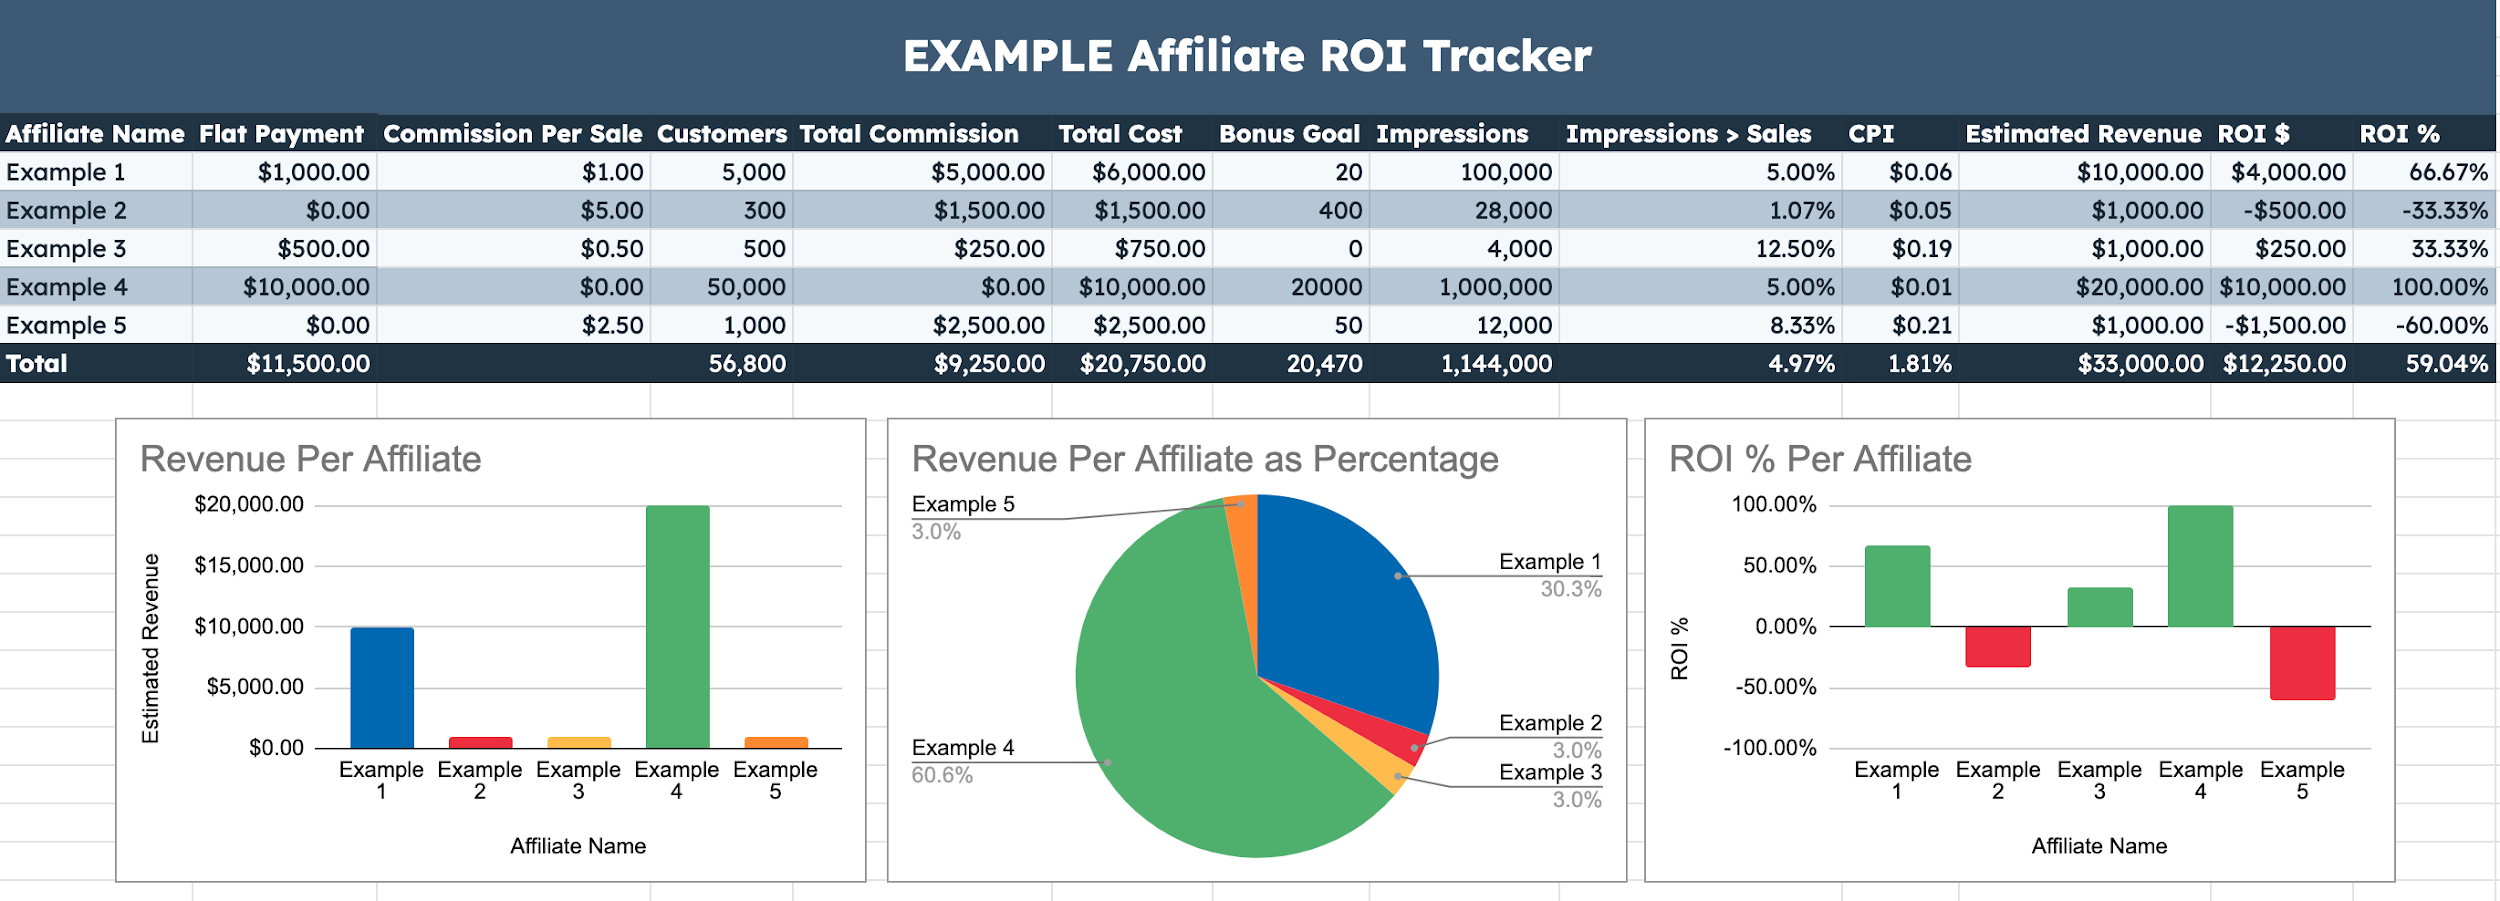 EXAMPLE Affiliate ROI Tracker
Affiliate Name Flat Payment Commission Per Sale Customers Total Commission Total Cost Bonus Goal Impressions Impressions > Sales CPI Estimated Revenue ROI $ ROI %
Example 1 $1,000.00 $1.00 5,000 $5,000.00 $6,000.00 20 100,000 5.00% $0.06 $10,000.00 $4,000.00 66.67%
Example 2 $0.00 $5.00 300 $1,500.00 $1,500.00 400 28,000 1.07% $0.05 $1,000.00 -$500.00 -33.33%
Example 3 $500.00 $0.50 500 $250.00 $750.00 0 4,000 12.50% $0.19 $1,000.00 $250.00 33.33%
Example 4 $10,000.00 $0.00 50,000 $0.00 $10,000.00 20000 1,000,000 5.00% $0.01 $20,000.00 $10,000.00 100.00%
Example 5 $0.00 $2.50 1,000 $2,500.00 $2,500.00 50 12,000 8.33% $0.21 $1,000.00 -$1,500.00 -60.00%
Total $11,500.00 56,800 $9,250.00 $20,750.00 20,470 1,144,000 4.97% 1.81% $33,000.00 $12,250.00 59.04%
Revenue Per Affiliate
Estimated Revenue
$20,000.00
$15,000.00
$10,000.00
$5,000.00
$0.00
Example Example Example Example Example
1 2 3 4 5
Affiliate Name
Revenue Per Affiliate as Percentage
Example 5
3.0%
Example 1
30.3%
Example 2
3.0%
Example 4
60.6%
Example 3
3.0%
ROI % Per Affiliate
ROI %
100.00%
50.00%
0.00%
-50.00%
-100.00%
Example Example Example Example Example
1 2 3 4 5
Affiliate Name